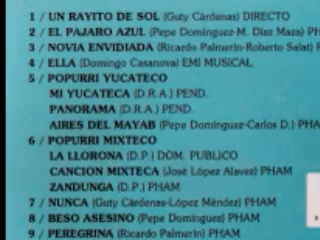 1 / UN RAYITO DE SOL (Guty Cárdenas) DIRECTO
2 / EL PAJARO AZUL (Pepe Domínguez-M. Díaz Maza) PH
3 / NOVIA ENVIDIADA (Ricardo Palmerín-Roberto Salat)
4 / ELLA (Domingo Casanova) EMI MUSICAL
5 / POPURRI YUCATECO
MI YUCATECA (D.R.A.) PEND.
PANORAMA (D.R.A.) PEND.
AIRES DEL MAYAB (Pepe Domínguez-Carlos D.) PHA
6 / POPURRI MIXTECO
LA LLORONA (D.P.) DOM. PUBLICO
CANCION MIXTECA (José López Alavez) PHAM
ZANDUNGA (D.P.) PHAM
7 / NUNCA (Guty Cárdenas-López Méndez) PHAM
8 / BESO ASESINO (Pepe Domínguez) PHAM
9 / PEREGRINA (Ricardo Palmerín) PHAM